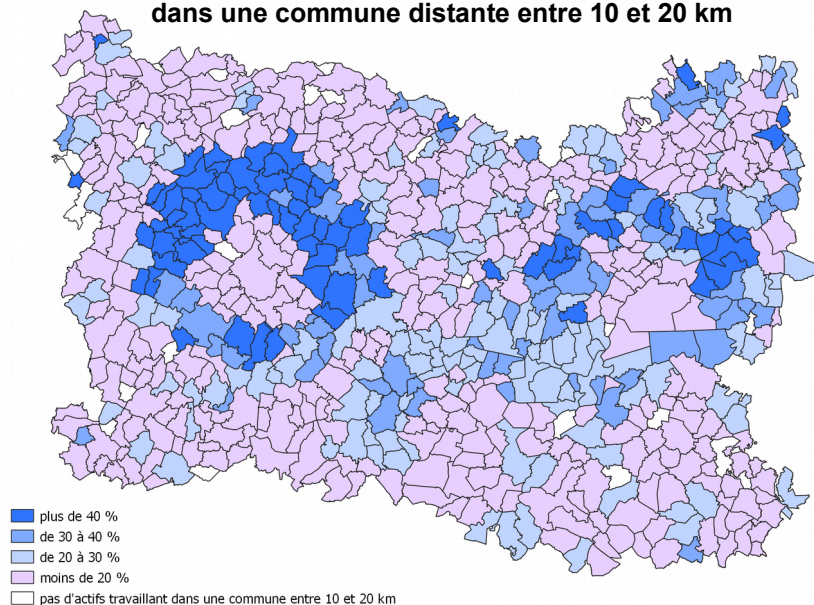 dans une commune distante entre 10 et 20 km
plus de 40 %
de 30 à 40 %
de 20 à 30 %
moins de 20 %
pas d'actifs travaillant dans une commune entre 10 et 20 km